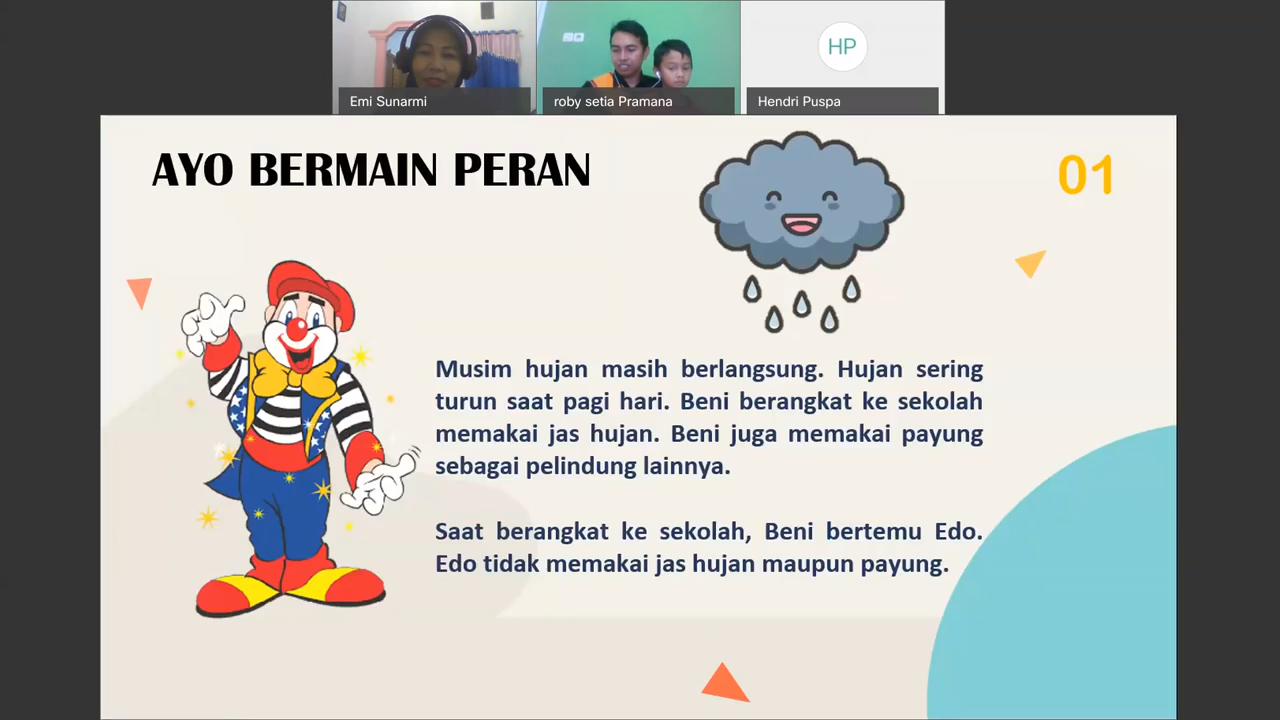 Emi Sunarmi
roby setia Pramana
HP
Hendri Puspa
AYO BERMAIN PERAN
01
Musim hujan masih berlangsung. Hujan sering
turun saat pagi hari. Beni berangkat ke sekolah
memakai jas hujan. Beni juga memakai payung
sebagai pelindung lainnya.
Saat berangkat ke sekolah, Beni bertemu Edo.
Edo tidak memakai jas hujan maupun payung.